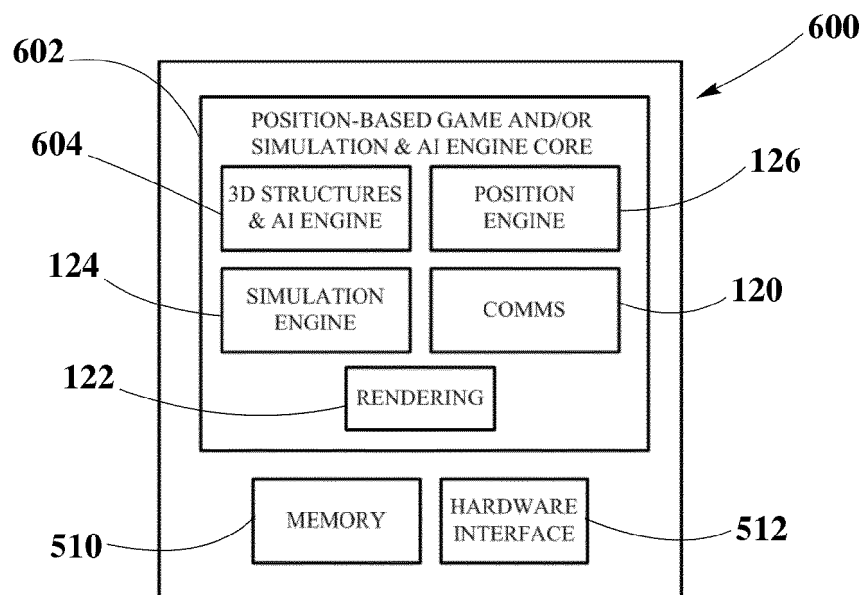 600
602
POSITION-BASED GAME AND/OR
SIMULATION & AI ENGINE CORE
604
3D STRUCTURES
& AI ENGINE
POSITION
ENGINE
126
124
SIMULATION
ENGINE
COMMS
120
122
RENDERING
MEMORY
HARDWARE
INTERFACE
510
512